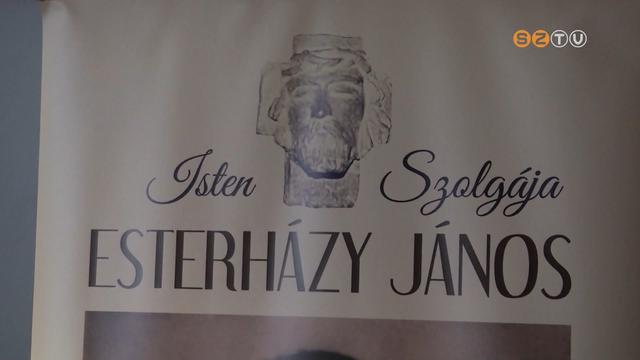 SZTV
Isten Szolgája
ESTERHÁZY JÁNOS